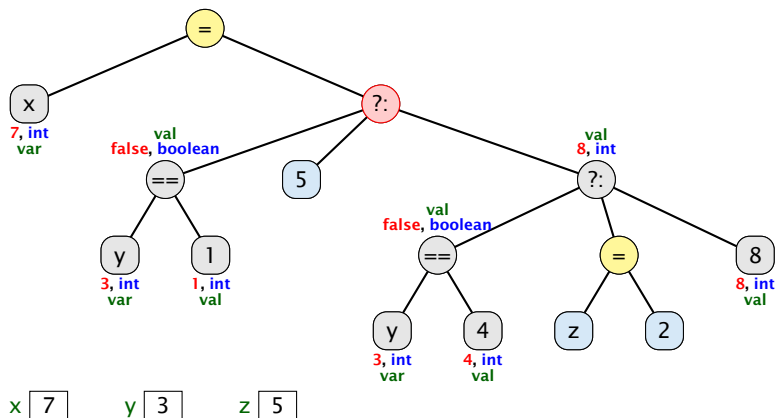 =
x
7, int
var
?:
val
false, boolean
==
5
val
8, int
?:
y
3, int
var
1
1, int
val
val
false, boolean
==
=
8
8, int
val
y
3, int
var
4
4, int
val
z
2
x 7 y 3 z 5